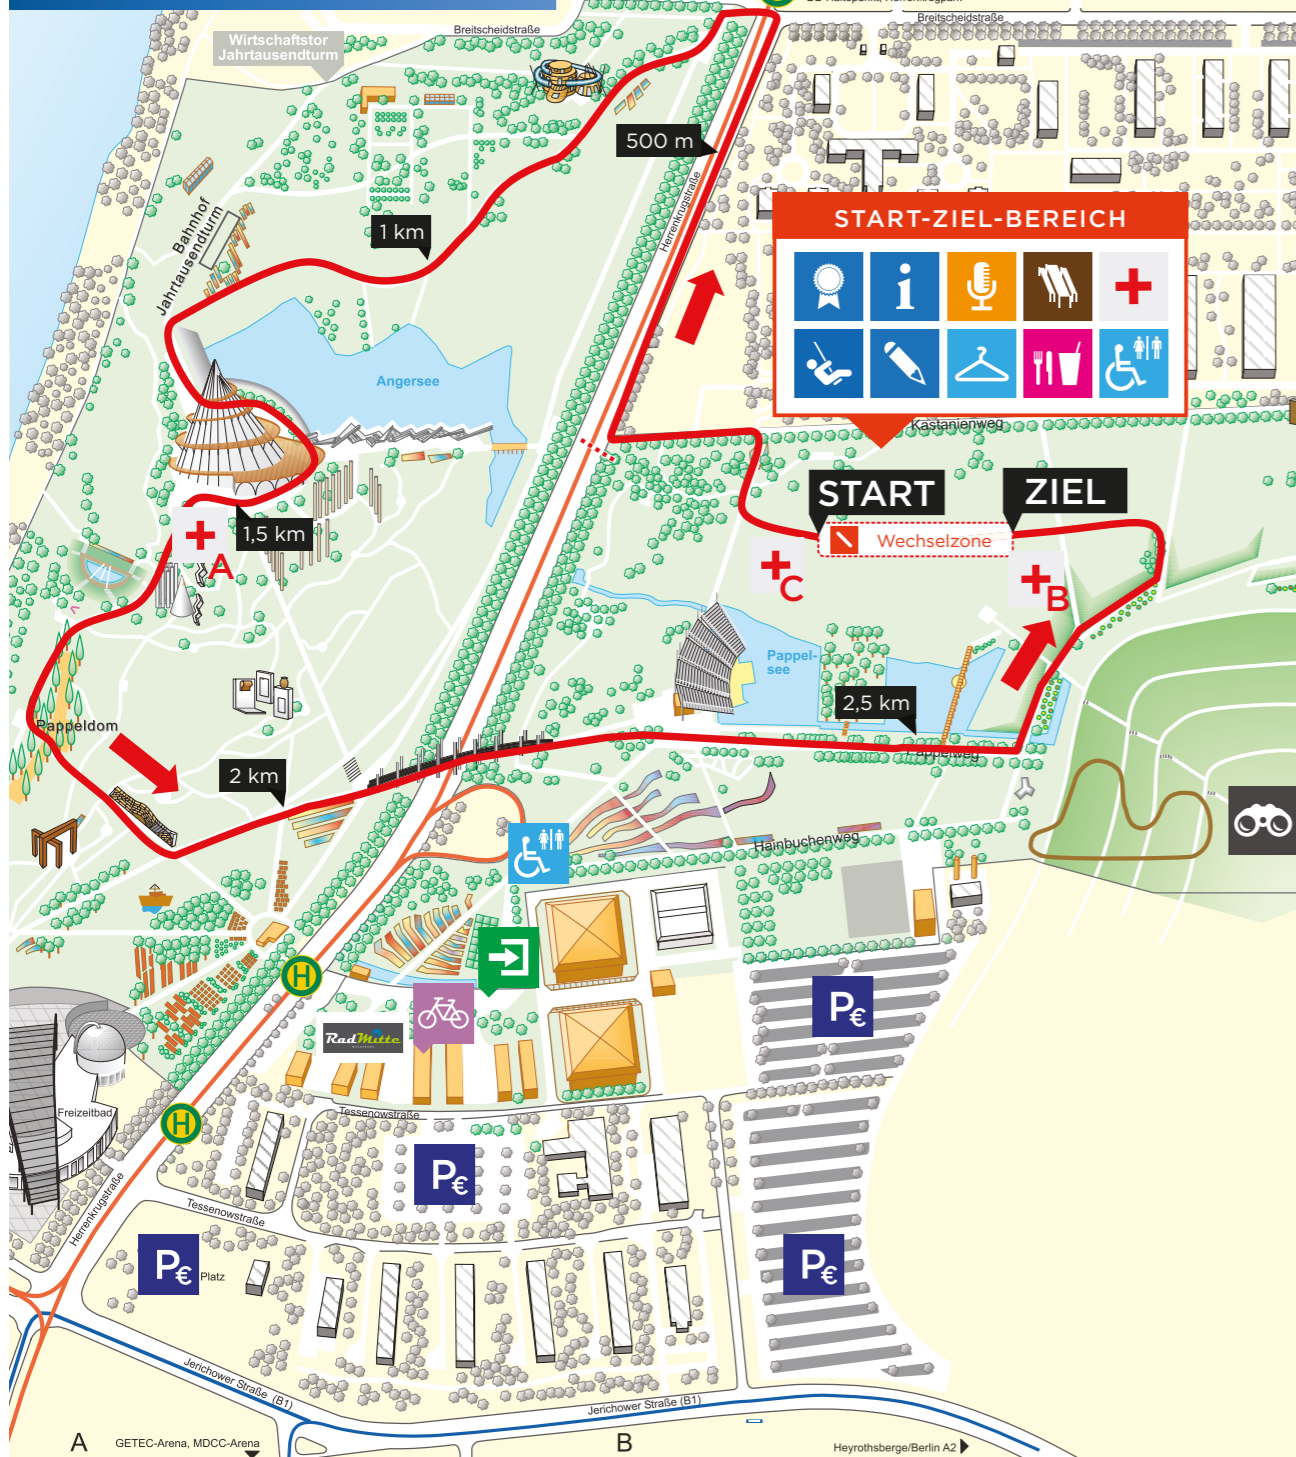 Breitscheidstraße
Breitscheidstraße
Wirtschaftstor
Jahrtausendturm
500 m
Herrenkrugstraße
START-ZIEL-BEREICH
1 km
Bahnhof
Jahrtausendturm
Angersee
Kastanienweg
START
ZIEL
Wechselzone
1,5 km
A
C
B
Pappel-
see
2,5 km
Pappeldom
2 km
Hainbuchenweg
H
RadMitte
P€
Freizeitbad
H
Tessenowstraße
P€
Herrenkrugstraße
Tessenowstraße
P€
Platz
P€
Jerichower Straße (B1)
Jerichower Straße (B1)
A
GETEC-Arena, MDCC-Arena
B
Heyrothsberge/Berlin A2